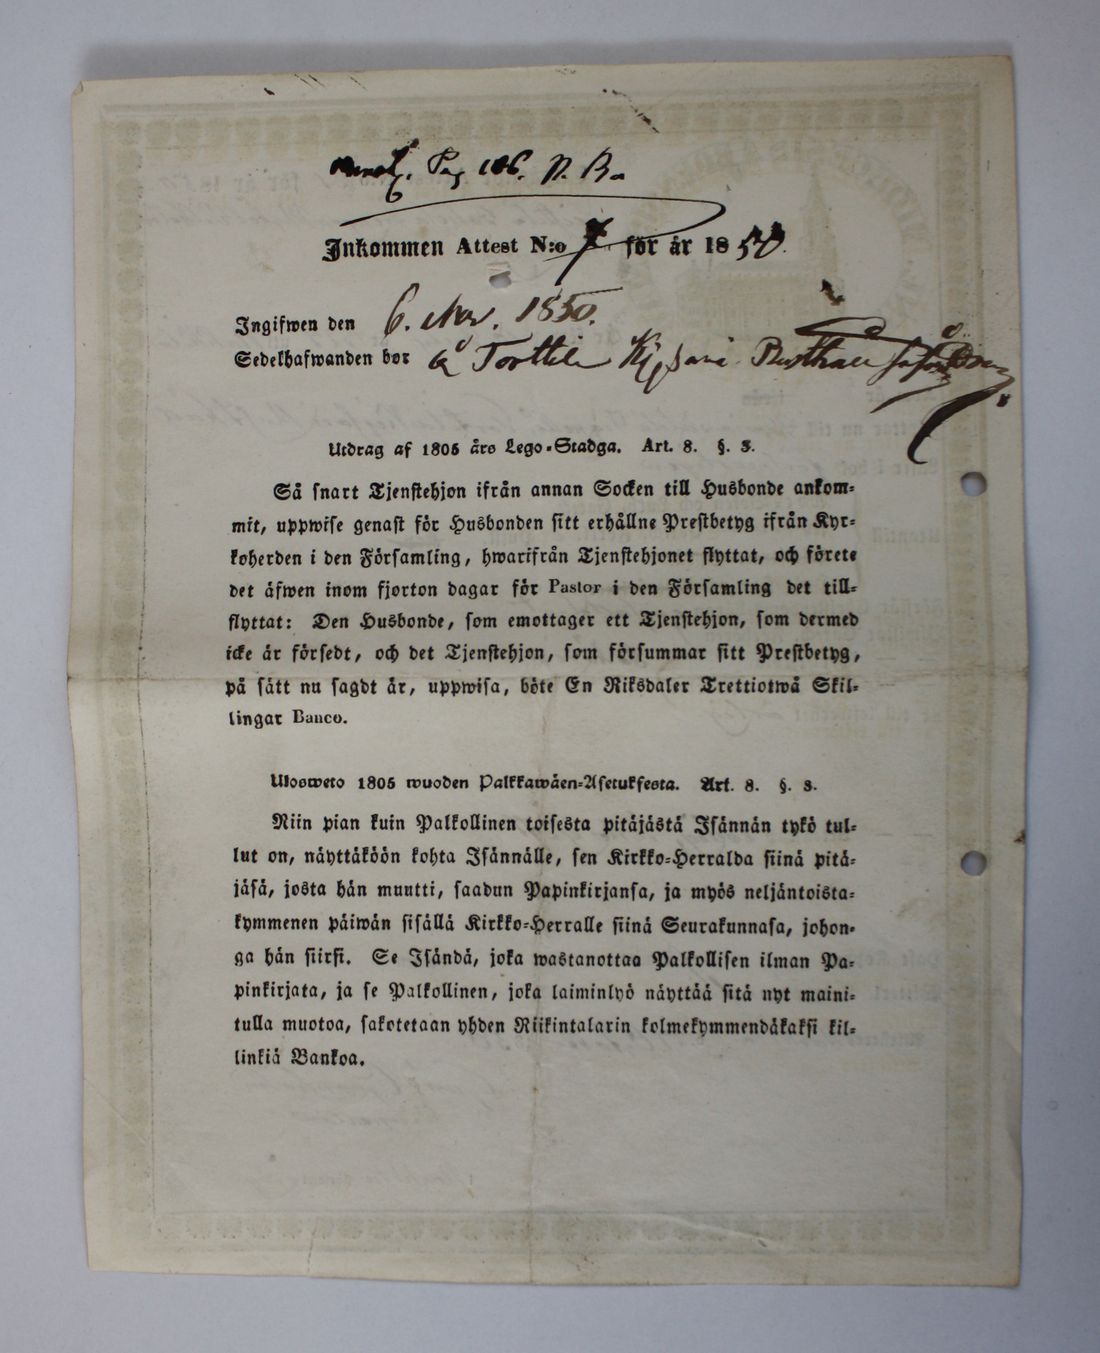 Pag 186. N. Ba
Inkommen Attest N:o 7 för år 1850.
Ingifwen den 6. Nov. 1850.
Sedelhafwanden bor å Torttila
Utdrag af 1805 års Lego-Stadga. Art. 8. §. 3.
Så snart Tjenstehjon ifrån annan Socken till Husbonde ankom-
mit, uppwise genast för Husbonden sitt erhållne Prestbetyg ifrån Kyr-
koherden i den Församling, hwarifrån Tjenstehjonet flyttat, och förete
det äfwen inom fjorton dagar för Pastor i den Församling det till-
flyttat: Den Husbonde, som emottager ett Tjenstehjon, som dermed
icke är försedt, och det Tjenstehjon, som försummar sitt Prestbetyg,
på sätt nu sagdt är, uppwisa, böte En Riksdaler Trettiotwå Skil-
lingar Banco.
Ulosweto 1805 wuoden Palkkawäen-Asetuksesta. Art. 8. §. 3.
Niin pian kuin Palkollinen toisesta pitäjästä Isännän tykö tul-
lut on, näyttäköön kohta Isännälle, sen Kirkko-Herralda siinä pitä-
jäsä, josta hän muutti, saadun Papinkirjansa, ja myös neljäntoista-
kymmenen päiwän sisällä Kirkko-Herralle siinä Seurakunnasa, johon-
ga hän siirsi. Se Isändä, joka wastanottaa Palkollisen ilman Pa-
pinkirjata, ja se Palkollinen, joka laiminlyö näyttää sitä nyt maini-
tulla muotoa, sakotetaan yhden Riikintalarin kolmekymmendäkaksi kil-
linkiä Bankoa.